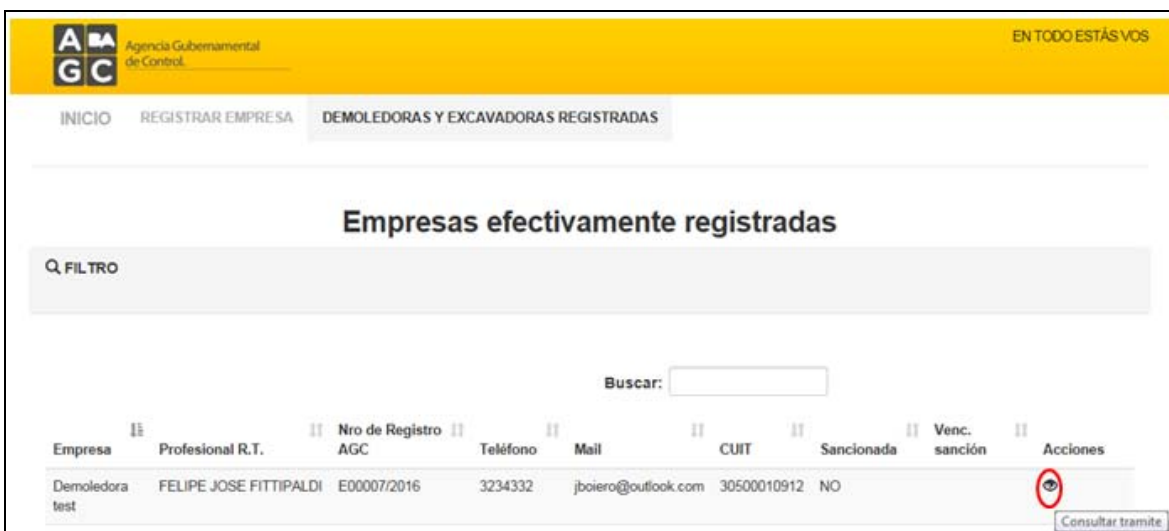 A BA
G C
Agencia Gubernamental
de Control.
EN TODO ESTÁS VOS
INICIO REGISTRAR EMPRESA DEMOLEDORAS Y EXCAVADORAS REGISTRADAS
Empresas efectivamente registradas
FILTRO
Buscar:
Empresa Profesional R.T. Nro de Registro AGC Teléfono Mail CUIT Sancionada Venc. sanción Acciones
Demoledora test FELIPE JOSE FITTIPALDI E00007/2016 3234332 jboiero@outlook.com 30500010912 NO
Consultar tramite